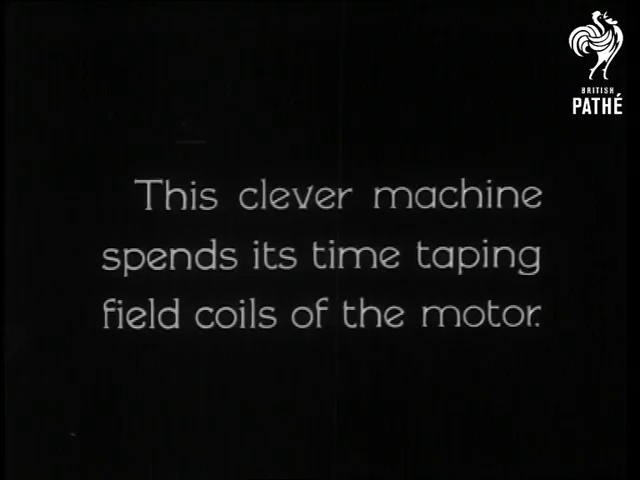 BRITISH
PATHÉ
This clever machine
spends its time taping
field coils of the motor.